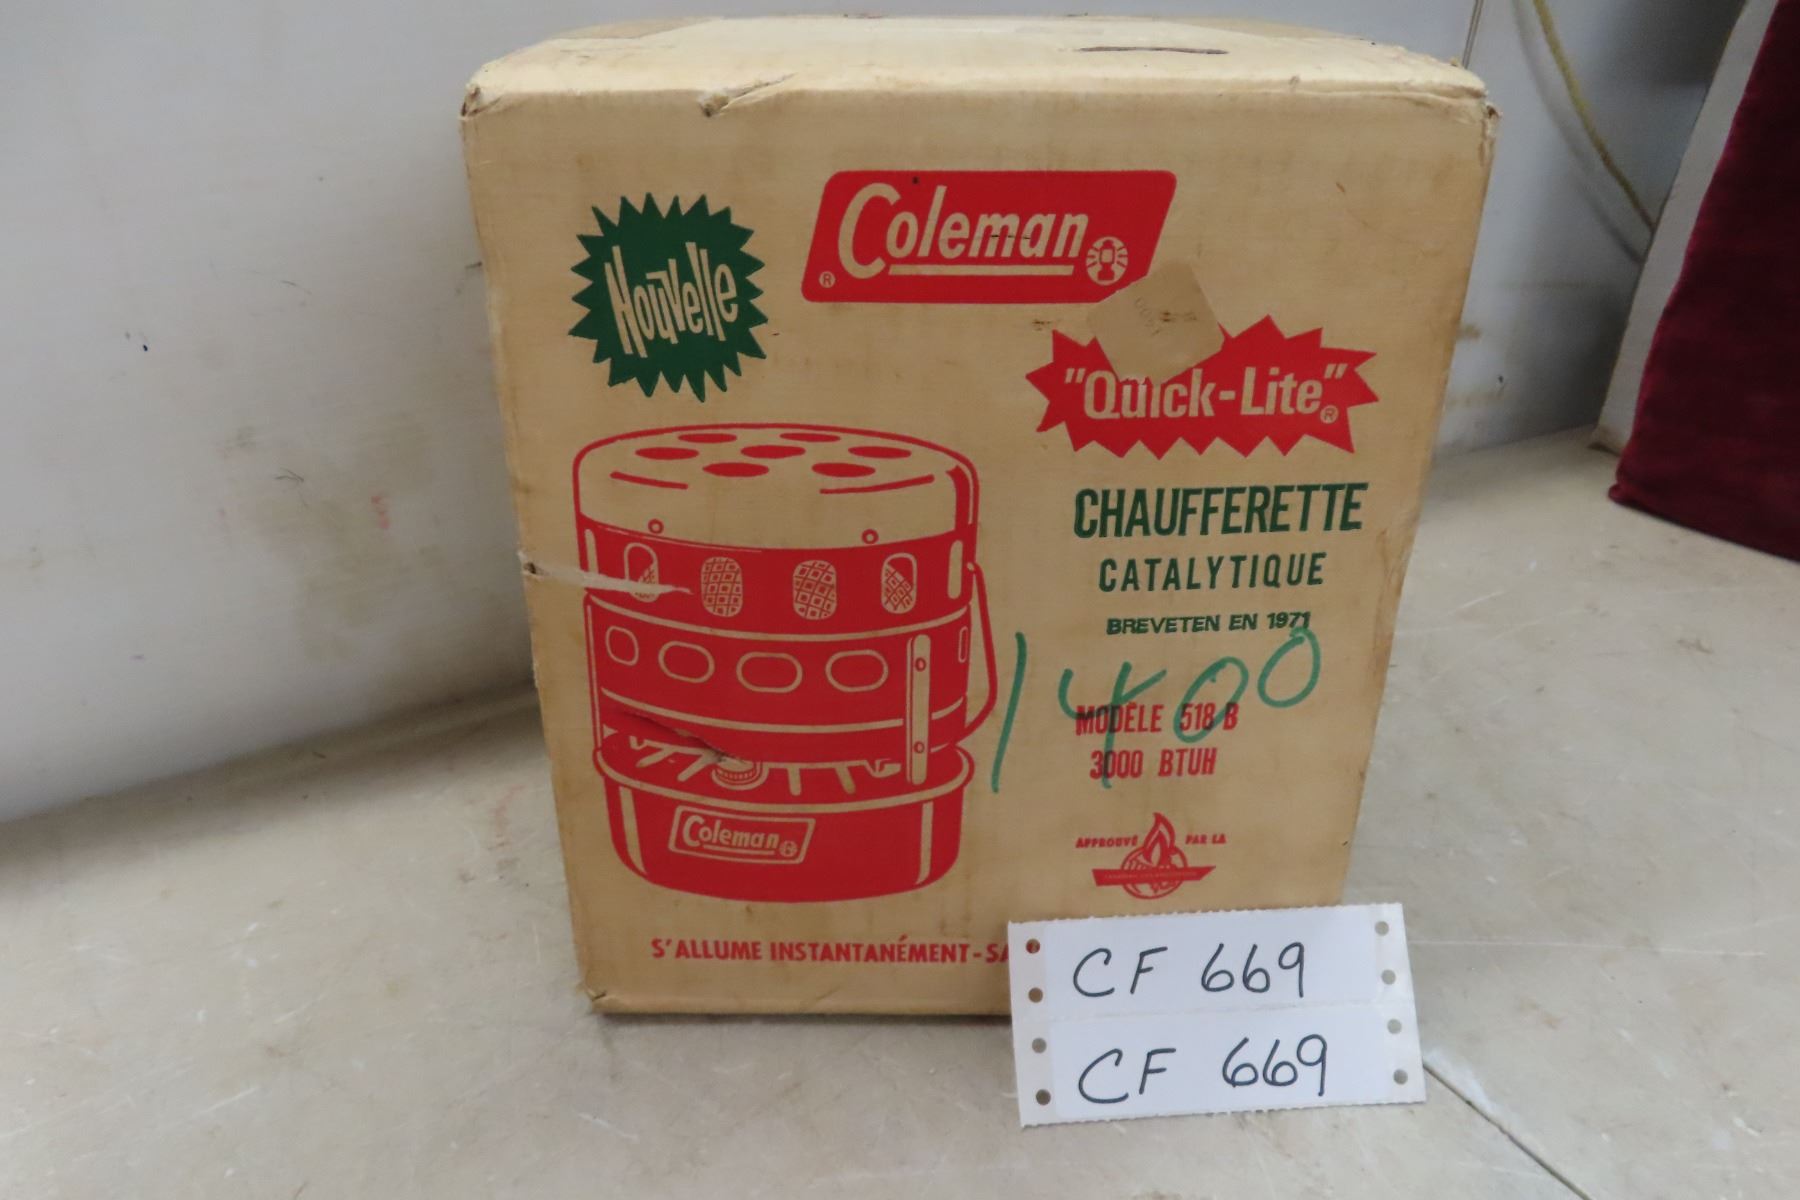 Coleman
®
Nouvelle
"Quick-Lite"®
CHAUFFERETTE
CATALYTIQUE
BREVETEN EN 1971
1400
MODÈLE 518 B
3000 BTUH
APPROUVÉ PAR LA
Coleman
S'ALLUME INSTANTANÉMENT-SA
CF 669
CF 669